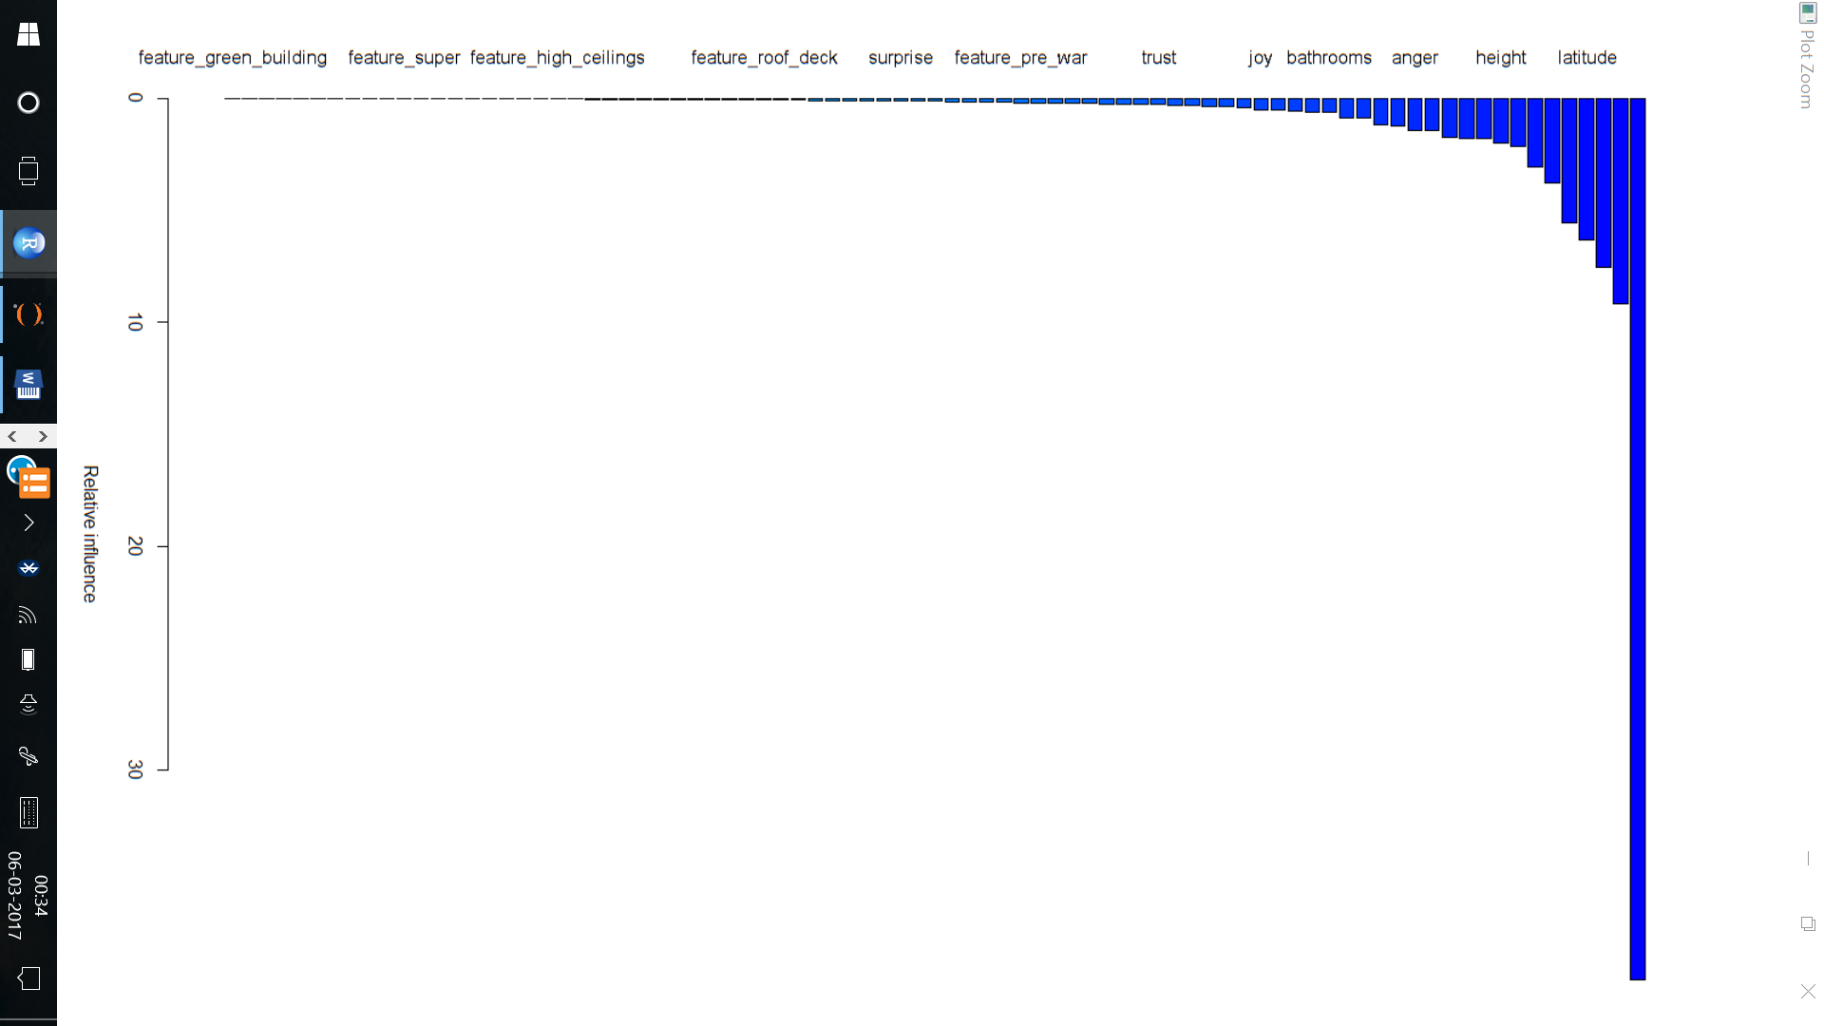 Plot Zoom
feature_green_building
feature_super
feature_high_ceilings
feature_roof_deck
surprise
feature_pre_war
trust
joy
bathrooms
anger
height
latitude
0
10
20
30
Relative influence
R
W
00:34
06-03-2017